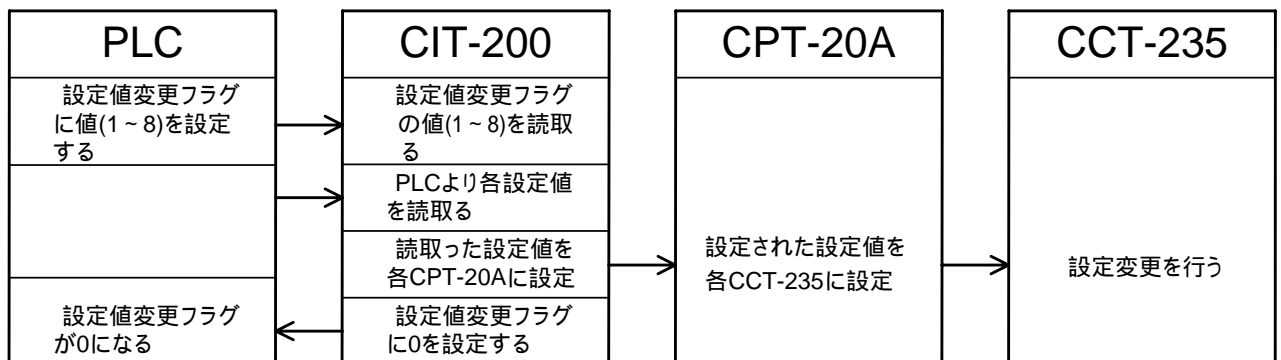 PLC
CIT-200
CPT-20A
CCT-235
設定値変更フラグ
に値(1~8)を設定
する
設定値変更フラグ
の値(1~8)を読取
る
PLCより各設定値
を読取る
読取った設定値を
各CPT-20Aに設定
設定された設定値を
各CCT-235に設定
設定変更を行う
設定値変更フラグ
が0になる
設定値変更フラグ
に0を設定する